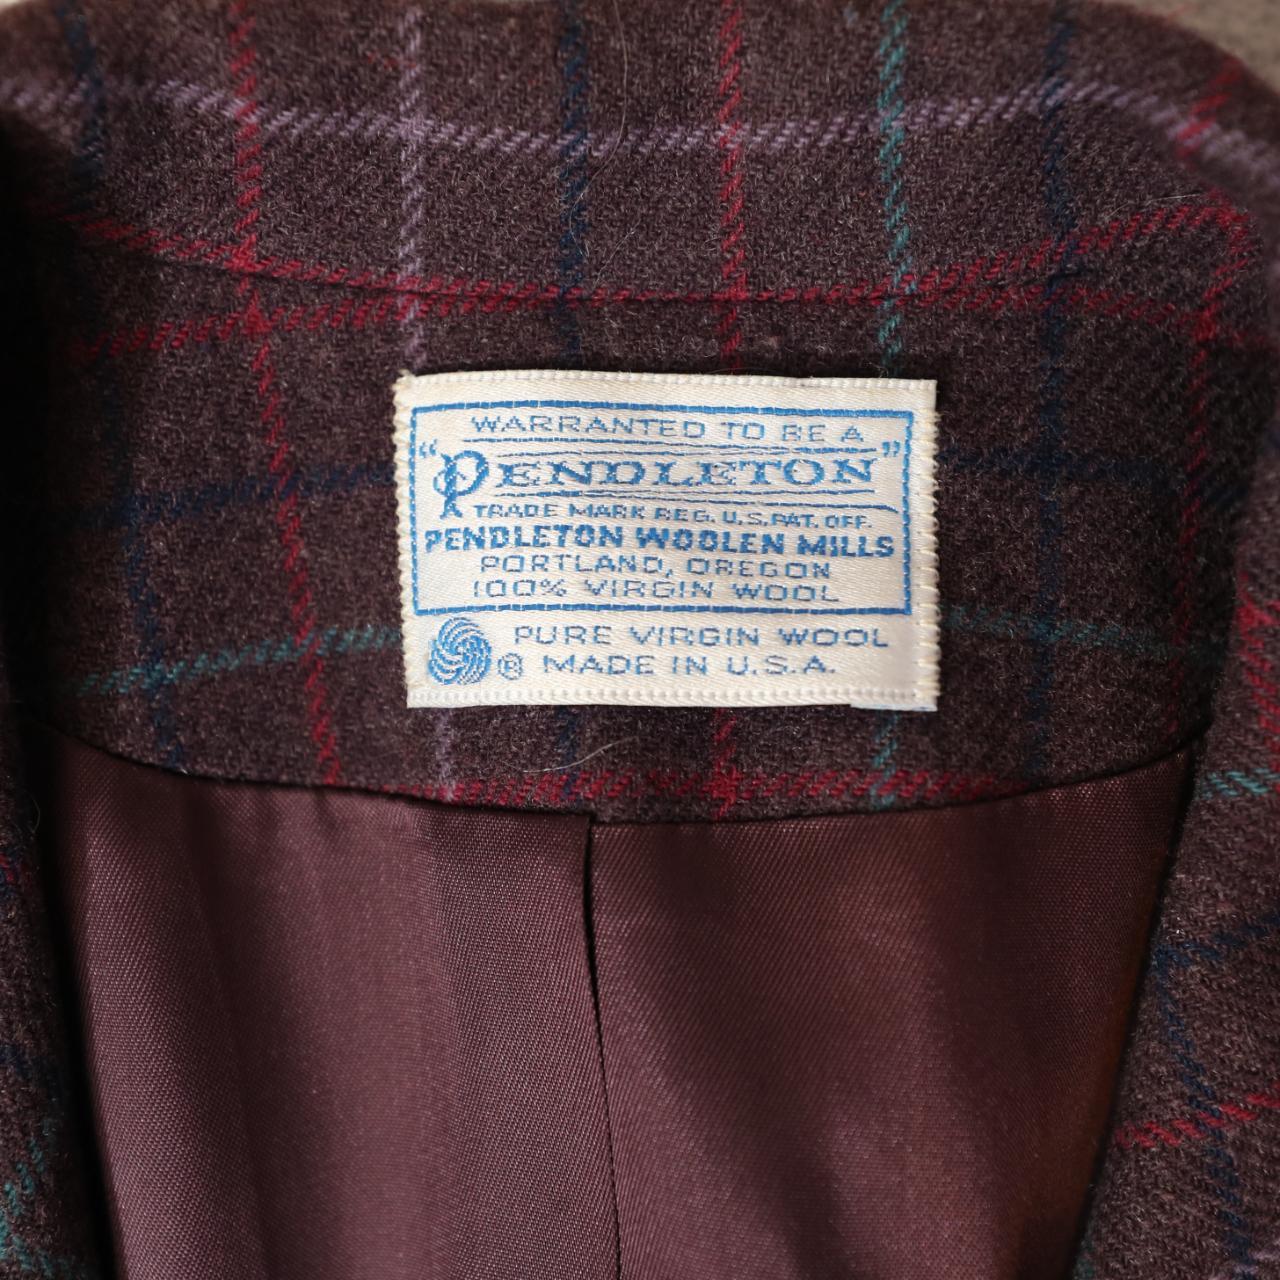 WARRANTED TO BE A
"PENDLETON"
TRADE MARK REG. U.S. PAT. OFF.
PENDLETON WOOLEN MILLS
PORTLAND, OREGON
100% VIRGIN WOOL
® PURE VIRGIN WOOL
MADE IN U.S.A.